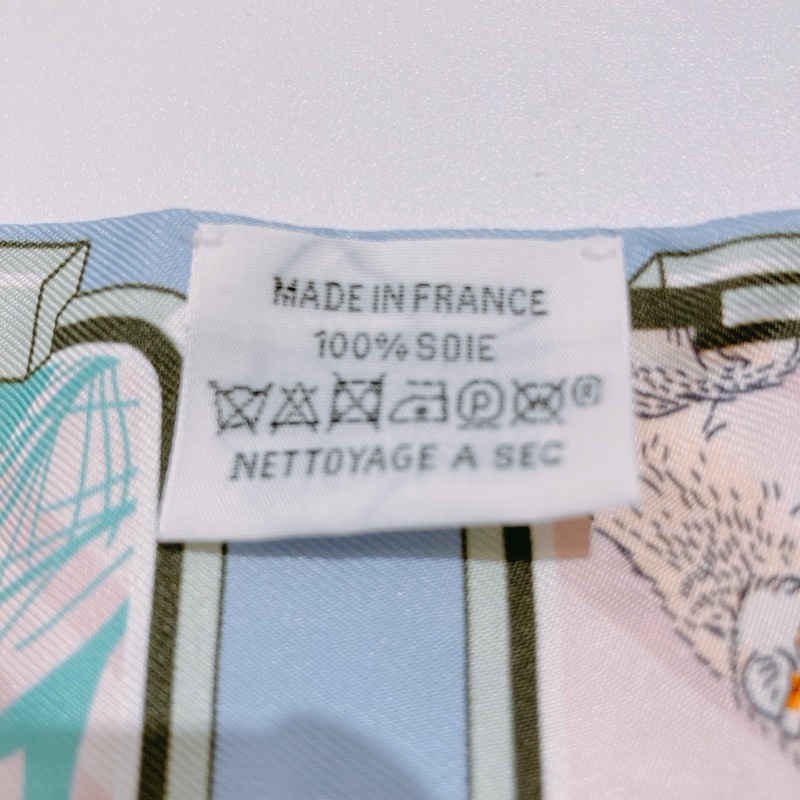 MADE IN FRANCE
100% SOIE
P W ®
NETTOYAGE A SEC